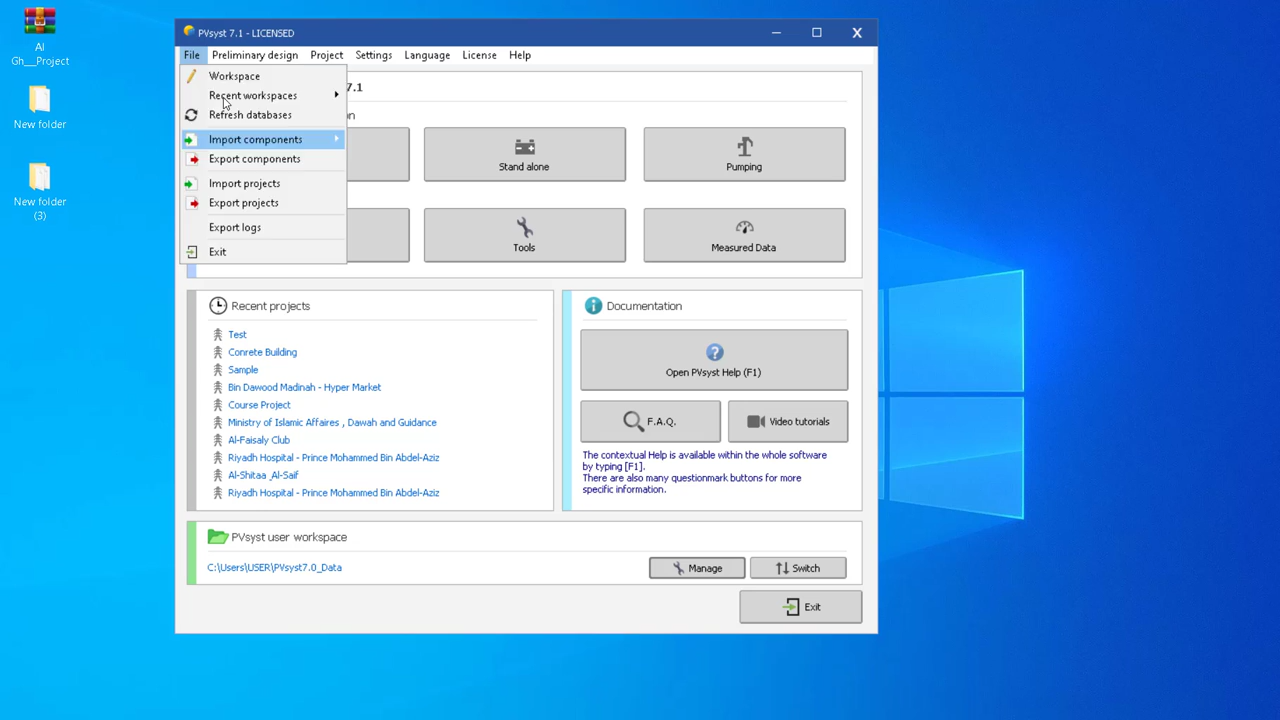 AI
Gh__Project
New folder
New folder
(3)
PVsyst 7.1 - LICENSED
File
Preliminary design
Project
Settings
Language
License
Help
Workspace
Recent workspaces
Refresh databases
Import components
Export components
Import projects
Export projects
Export logs
Exit
7.1
on
Stand alone
Pumping
Tools
Measured Data
Recent projects
Test
Conrete Building
Sample
Bin Dawood Madinah - Hyper Market
Course Project
Ministry of Islamic Affaires , Dawah and Guidance
Al-Faisaly Club
Riyadh Hospital - Prince Mohammed Bin Abdel-Aziz
Al-Shitaa ,Al-Saif
Riyadh Hospital - Prince Mohammed Bin Abdel-Aziz
Documentation
Open PVsyst Help (F1)
F.A.Q.
Video tutorials
The contextual Help is available within the whole software
by typing [F1].
There are also many questionmark buttons for more
specific information.
PVsyst user workspace
C:\Users\USER\PVsyst7.0_Data
Manage
Switch
Exit